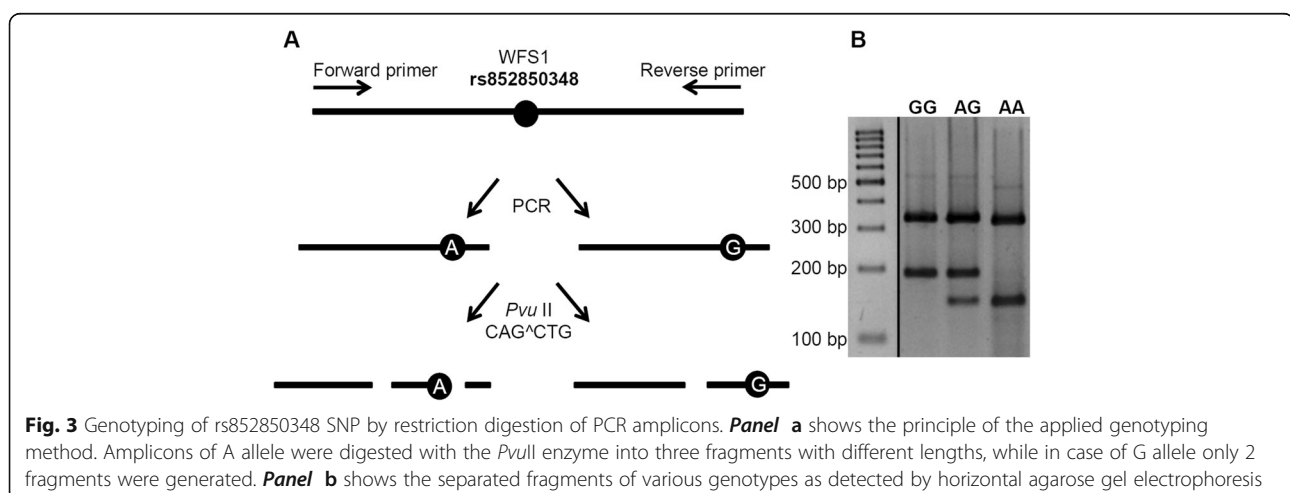 A
WFS1
rs852850348
Forward primer
Reverse primer
PCR
A
G
Pvu II
CAG^CTG
A
G
B
GG AG AA
500 bp
300 bp
200 bp
100 bp
Fig. 3 Genotyping of rs852850348 SNP by restriction digestion of PCR amplicons. Panel a shows the principle of the applied genotyping
method. Amplicons of A allele were digested with the PvuII enzyme into three fragments with different lengths, while in case of G allele only 2
fragments were generated. Panel b shows the separated fragments of various genotypes as detected by horizontal agarose gel electrophoresis